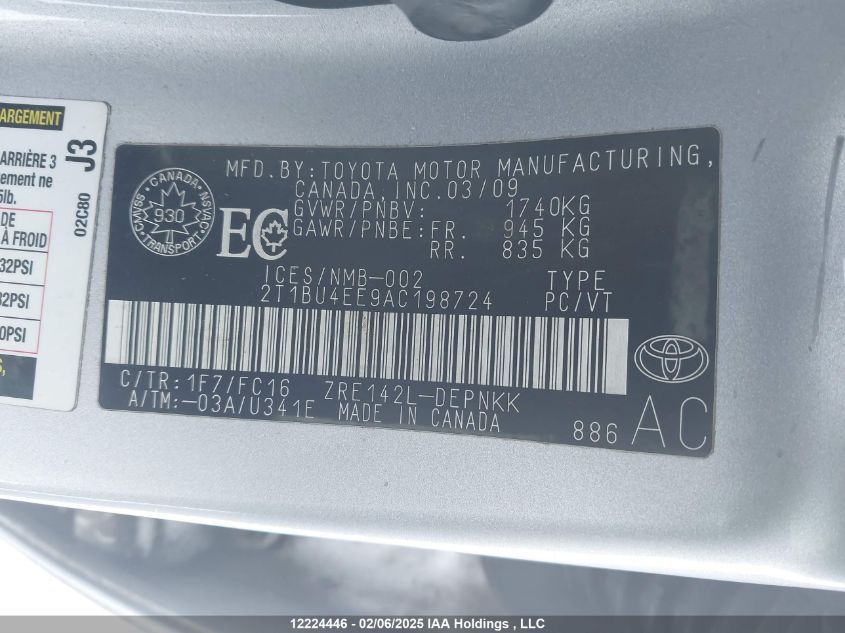 ARGEMENT
ARRIÈRE 3
ement ne
5lb.
DE
À FROID
32PSI
32PSI
0PSI
J3
02C80
CANADA
CMVSS
930
NSVAC
TRANSPORT
EC
MFD.BY:TOYOTA MOTOR MANUFACTURING,
CANADA,INC.03/09
GVWR/PNBV: 1740KG
GAWR/PNBE:FR. 945 KG
RR. 835 KG
ICES/NMB-002 TYPE
2T1BU4EE9AC198724 PC/VT
C/TR:1F7/FC16 ZRE142L-DEPNKK
A/TM:-03A/U341E MADE IN CANADA
886 AC
12224446 - 02/06/2025 IAA Holdings , LLC